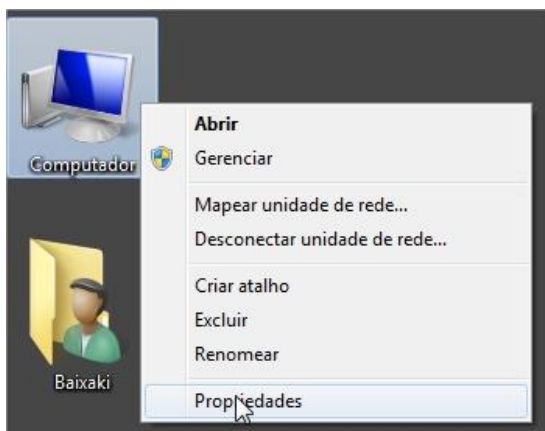 Computador
Abrir
Gerenciar
Mapear unidade de rede...
Desconectar unidade de rede...
Criar atalho
Excluir
Renomear
Propriedades
Baixaki